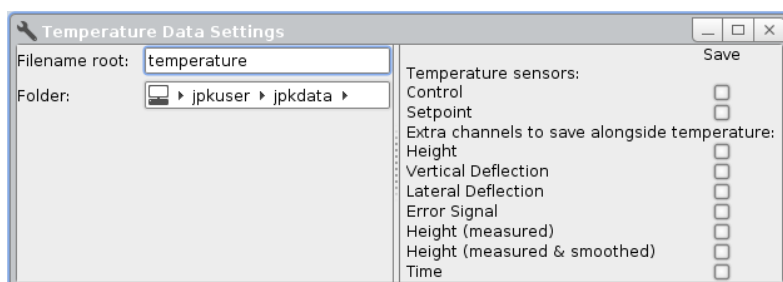 Temperature Data Settings
Filename root: temperature
Folder: jpkuser jpkdata
Save
Temperature sensors:
Control
Setpoint
Extra channels to save alongside temperature:
Height
Vertical Deflection
Lateral Deflection
Error Signal
Height (measured)
Height (measured & smoothed)
Time